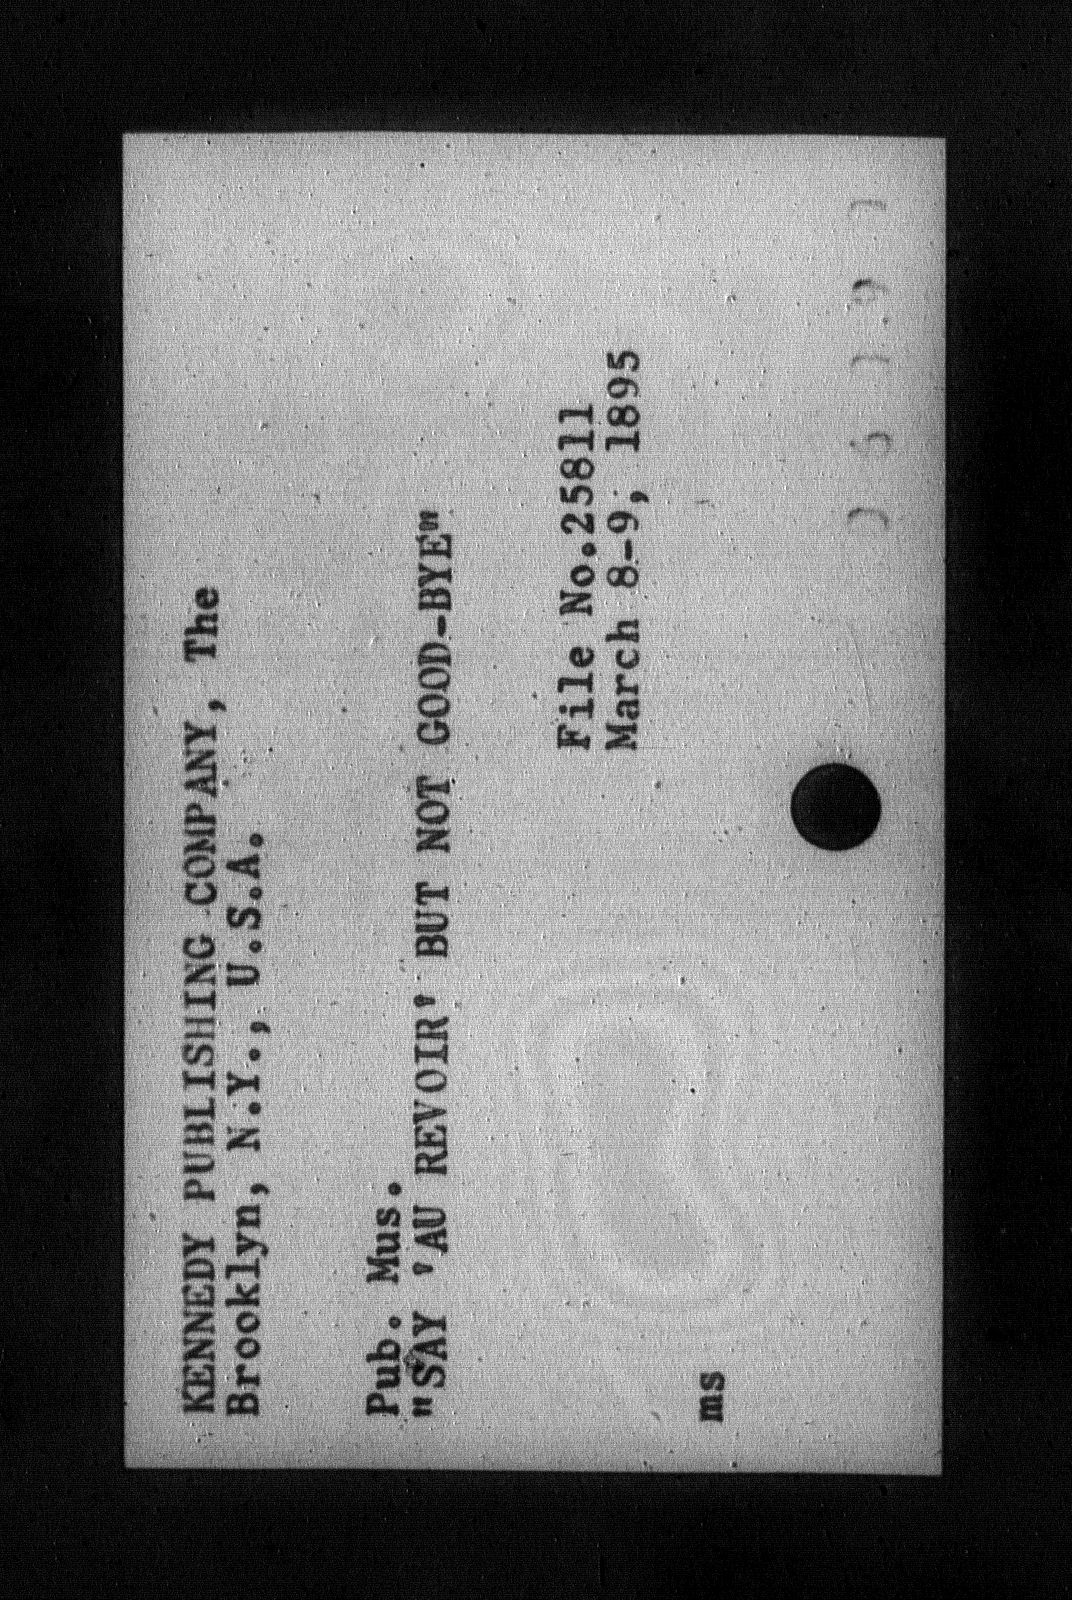 KENNEDY PUBLISHING COMPANY, The
Brooklyn, N.Y., U.S.A.
Pub. Mus.
"SAY 'AU REVOIR' BUT NOT GOOD-BYE"
File No.25811
March 8-9, 1895
ms